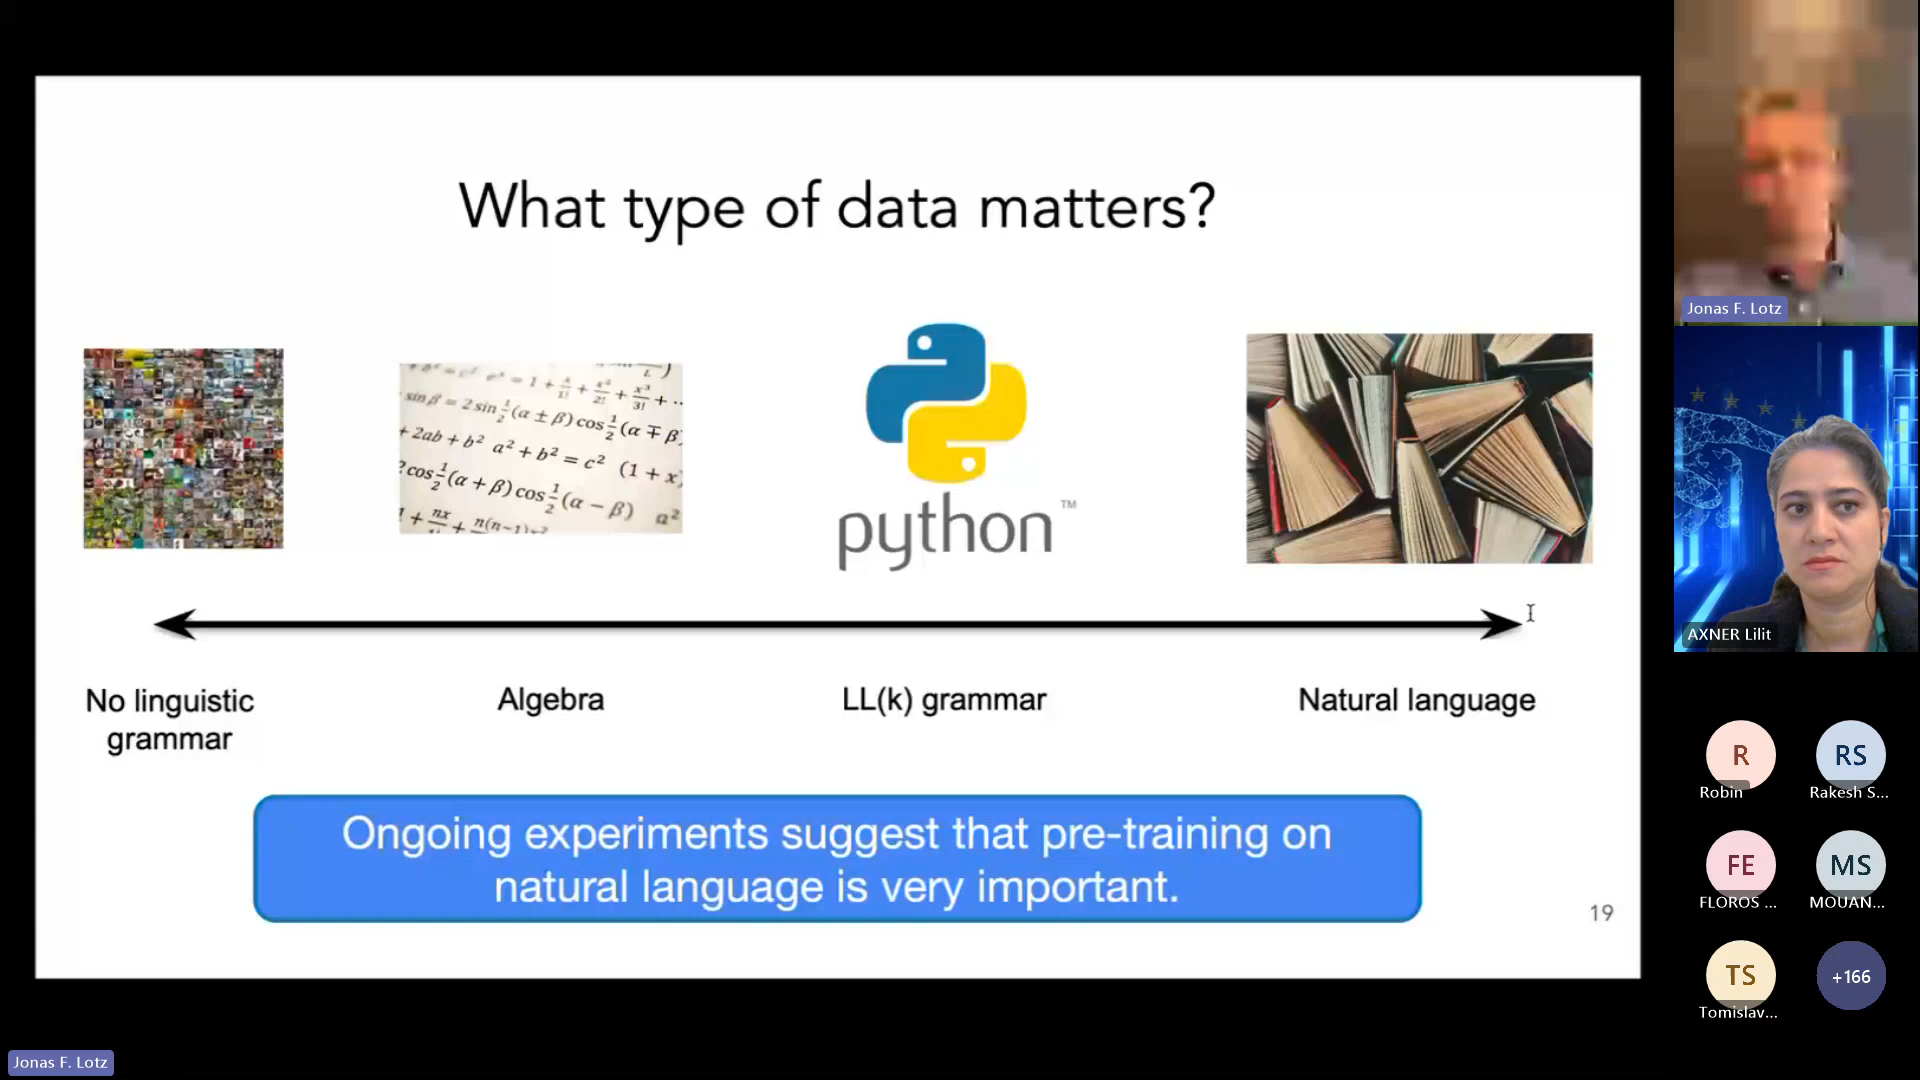 What type of data matters?
python™
No linguistic
grammar
Algebra
LL(k) grammar
Natural language
Ongoing experiments suggest that pre-training on
natural language is very important.
19
Jonas F. Lotz
AXNER Lilit
R
Robin
RS
Rakesh S...
FE
FLOROS ...
MS
MOUAN...
TS
Tomislav...
+166
Jonas F. Lotz